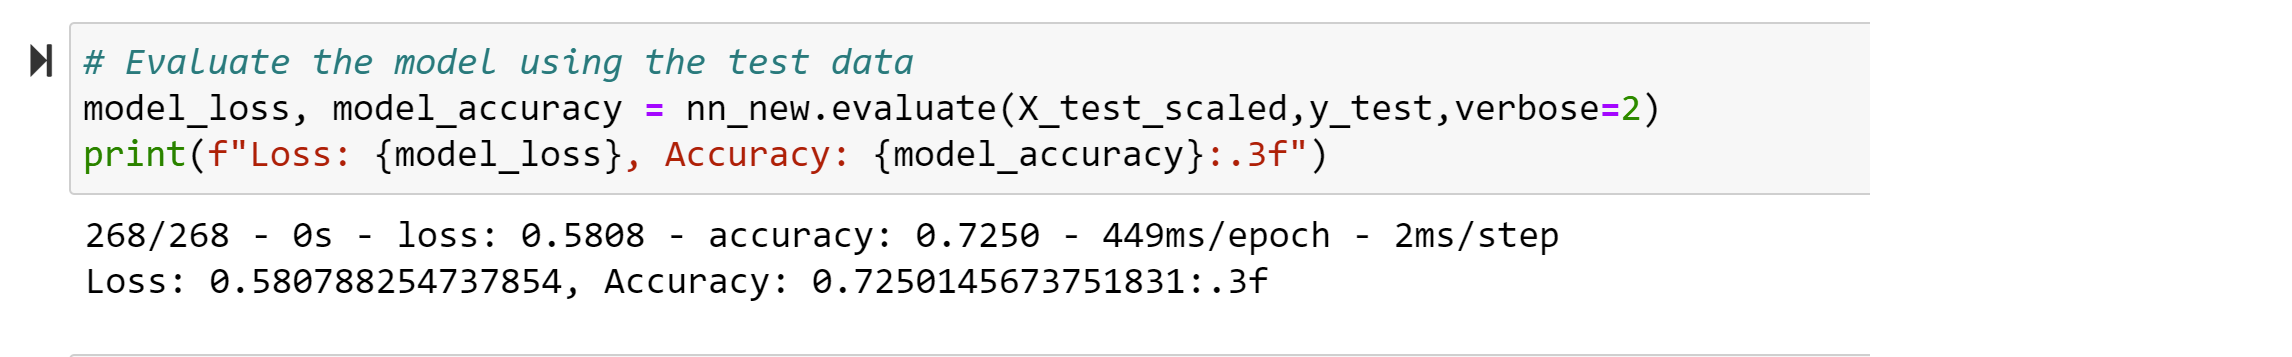 # Evaluate the model using the test data
model_loss, model_accuracy = nn_new.evaluate(X_test_scaled,y_test,verbose=2)
print(f"Loss: {model_loss}, Accuracy: {model_accuracy}:.3f")
268/268 - 0s - loss: 0.5808 - accuracy: 0.7250 - 449ms/epoch - 2ms/step
Loss: 0.580788254737854, Accuracy: 0.7250145673751831:.3f